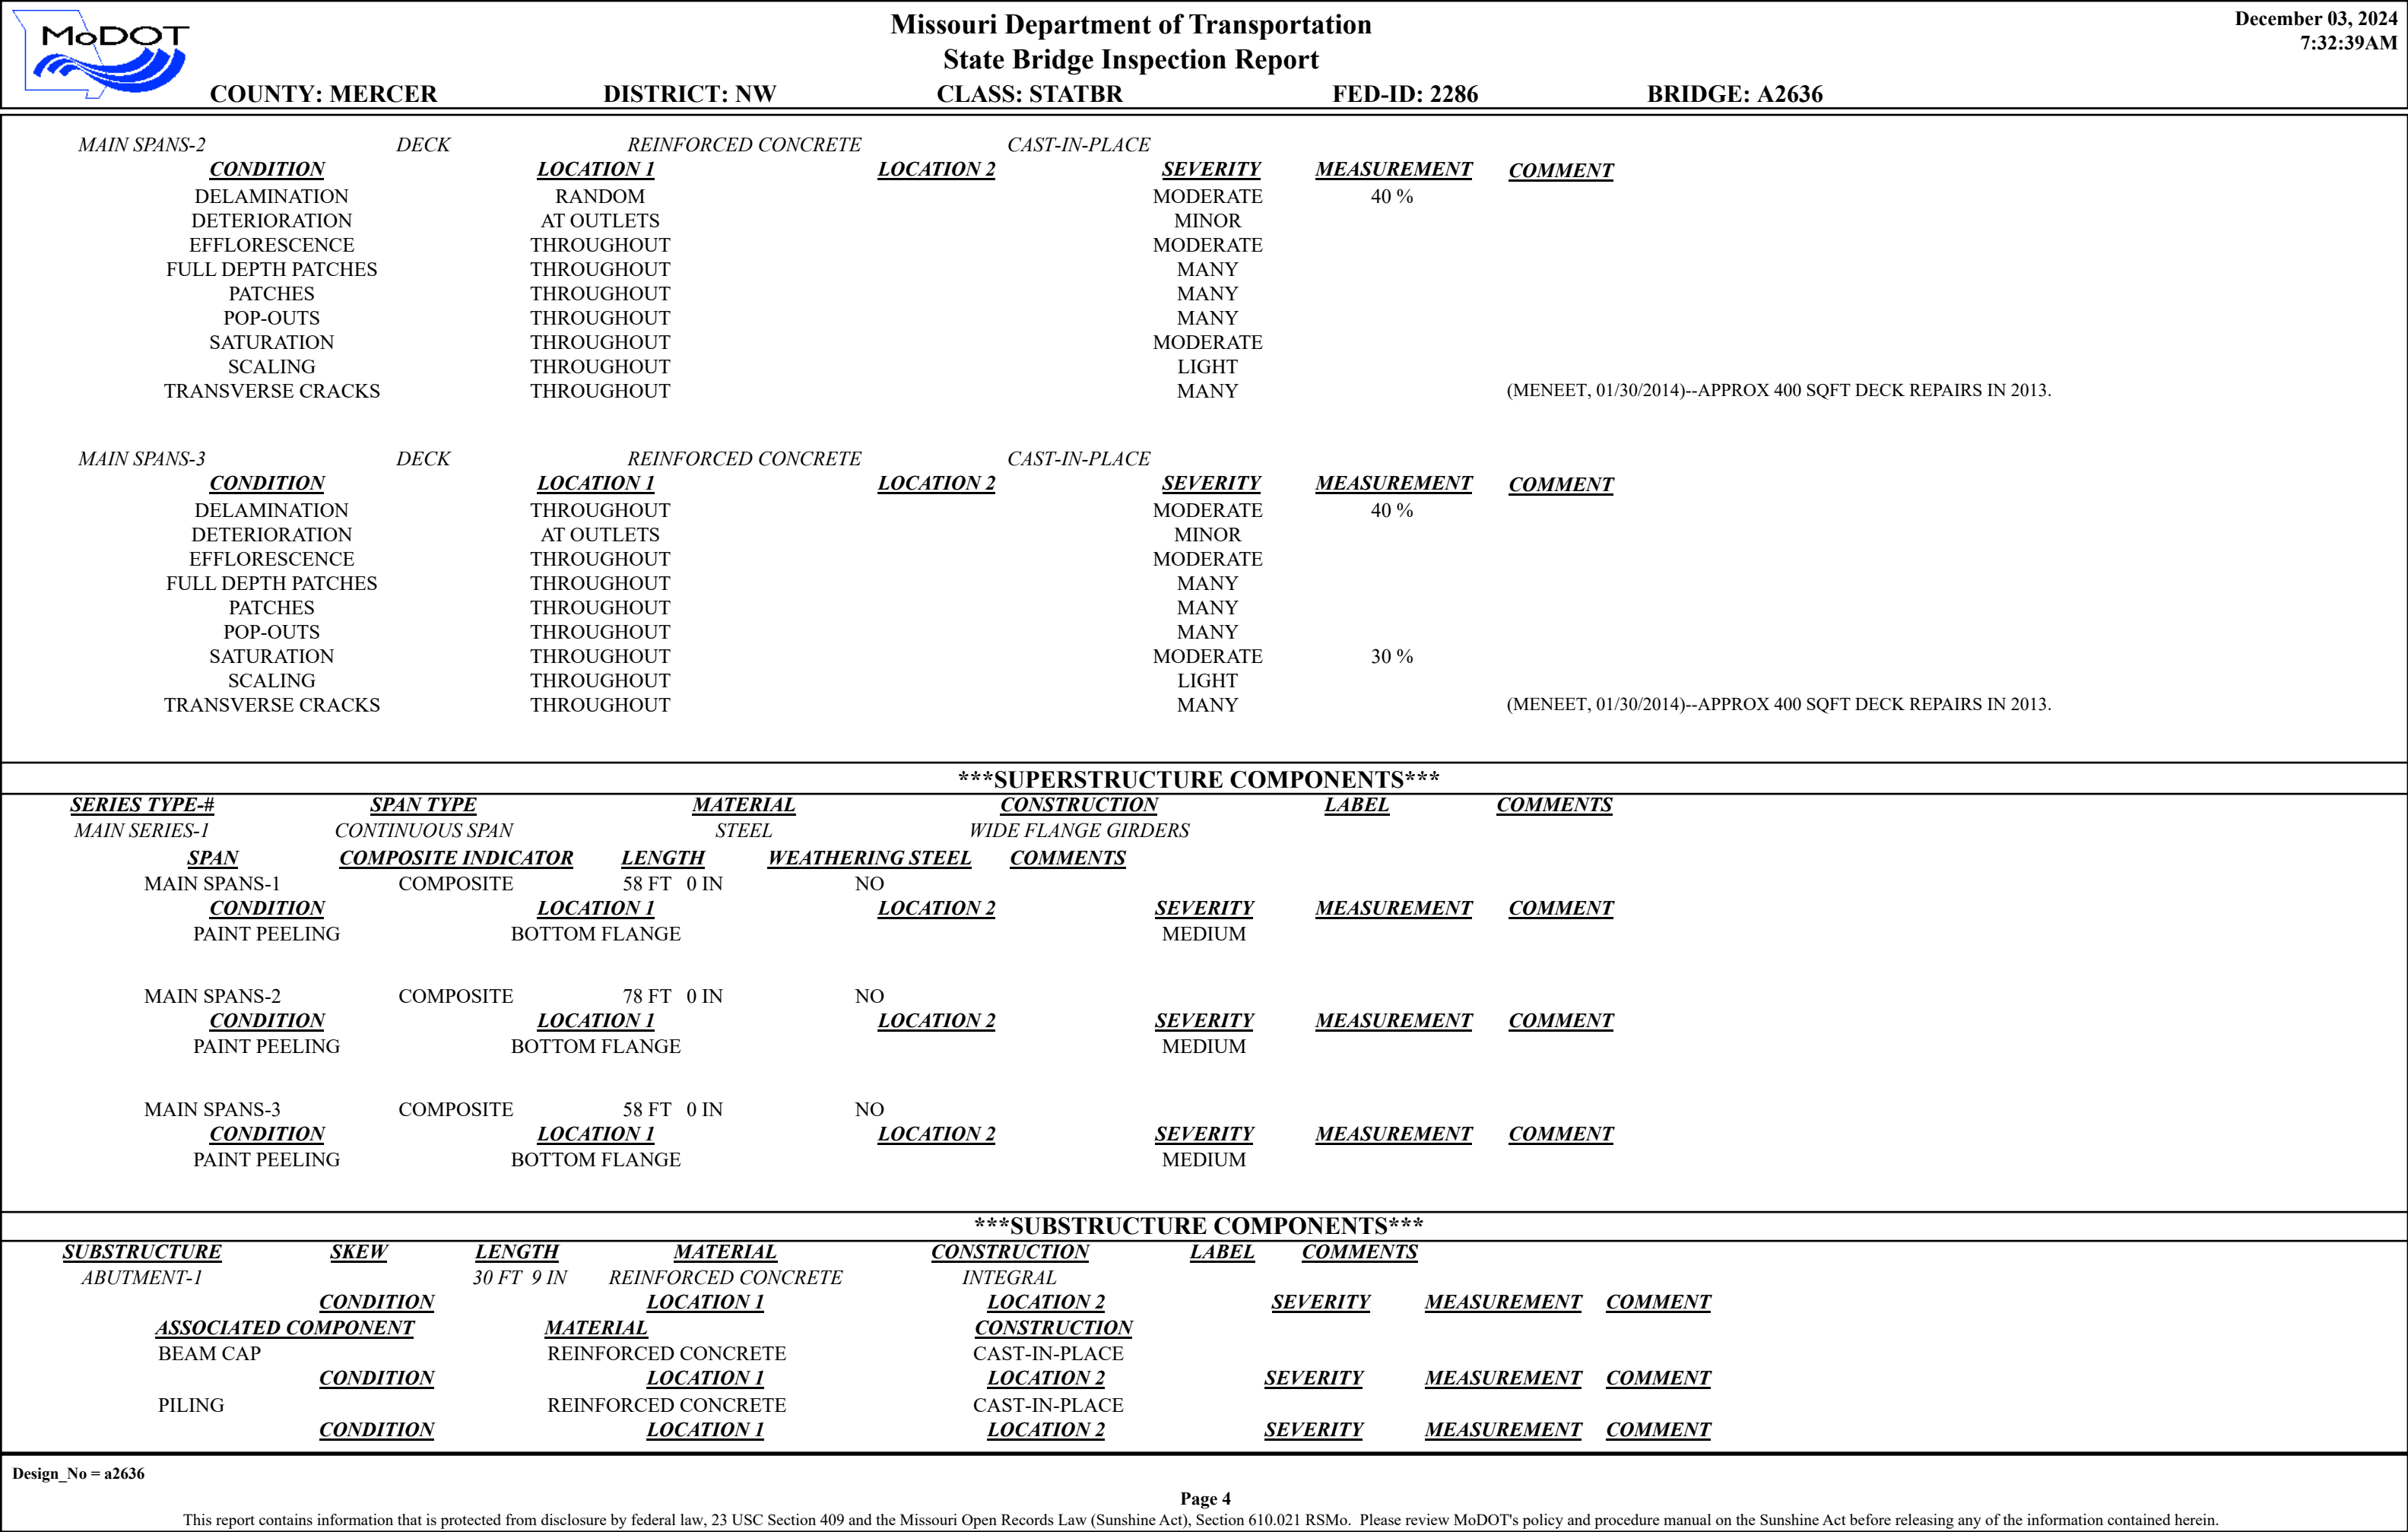 MoDOT
Missouri Department of Transportation
State Bridge Inspection Report
December 03, 2024
7:32:39AM
COUNTY: MERCER DISTRICT: NW CLASS: STATBR FED-ID: 2286 BRIDGE: A2636
MAIN SPANS-2 DECK REINFORCED CONCRETE CAST-IN-PLACE
CONDITION LOCATION 1 LOCATION 2 SEVERITY MEASUREMENT COMMENT
DELAMINATION RANDOM MODERATE 40 %
DETERIORATION AT OUTLETS MINOR
EFFLORESCENCE THROUGHOUT MODERATE
FULL DEPTH PATCHES THROUGHOUT MANY
PATCHES THROUGHOUT MANY
POP-OUTS THROUGHOUT MANY
SATURATION THROUGHOUT MODERATE
SCALING THROUGHOUT LIGHT
TRANSVERSE CRACKS THROUGHOUT MANY (MENEET, 01/30/2014)--APPROX 400 SQFT DECK REPAIRS IN 2013.
MAIN SPANS-3 DECK REINFORCED CONCRETE CAST-IN-PLACE
CONDITION LOCATION 1 LOCATION 2 SEVERITY MEASUREMENT COMMENT
DELAMINATION THROUGHOUT MODERATE 40 %
DETERIORATION AT OUTLETS MINOR
EFFLORESCENCE THROUGHOUT MODERATE
FULL DEPTH PATCHES THROUGHOUT MANY
PATCHES THROUGHOUT MANY
POP-OUTS THROUGHOUT MANY
SATURATION THROUGHOUT MODERATE 30 %
SCALING THROUGHOUT LIGHT
TRANSVERSE CRACKS THROUGHOUT MANY (MENEET, 01/30/2014)--APPROX 400 SQFT DECK REPAIRS IN 2013.
***SUPERSTRUCTURE COMPONENTS***
SERIES TYPE-# SPAN TYPE MATERIAL CONSTRUCTION LABEL COMMENTS
MAIN SERIES-1 CONTINUOUS SPAN STEEL WIDE FLANGE GIRDERS
SPAN COMPOSITE INDICATOR LENGTH WEATHERING STEEL COMMENTS
MAIN SPANS-1 COMPOSITE 58 FT 0 IN NO
CONDITION LOCATION 1 LOCATION 2 SEVERITY MEASUREMENT COMMENT
PAINT PEELING BOTTOM FLANGE MEDIUM
MAIN SPANS-2 COMPOSITE 78 FT 0 IN NO
CONDITION LOCATION 1 LOCATION 2 SEVERITY MEASUREMENT COMMENT
PAINT PEELING BOTTOM FLANGE MEDIUM
MAIN SPANS-3 COMPOSITE 58 FT 0 IN NO
CONDITION LOCATION 1 LOCATION 2 SEVERITY MEASUREMENT COMMENT
PAINT PEELING BOTTOM FLANGE MEDIUM
***SUBSTRUCTURE COMPONENTS***
SUBSTRUCTURE SKEW LENGTH MATERIAL CONSTRUCTION LABEL COMMENTS
ABUTMENT-1 30 FT 9 IN REINFORCED CONCRETE INTEGRAL
CONDITION LOCATION 1 LOCATION 2 SEVERITY MEASUREMENT COMMENT
ASSOCIATED COMPONENT MATERIAL CONSTRUCTION
BEAM CAP REINFORCED CONCRETE CAST-IN-PLACE
CONDITION LOCATION 1 LOCATION 2 SEVERITY MEASUREMENT COMMENT
PILING REINFORCED CONCRETE CAST-IN-PLACE
CONDITION LOCATION 1 LOCATION 2 SEVERITY MEASUREMENT COMMENT
Design_No = a2636
Page 4
This report contains information that is protected from disclosure by federal law, 23 USC Section 409 and the Missouri Open Records Law (Sunshine Act), Section 610.021 RSMo. Please review MoDOT's policy and procedure manual on the Sunshine Act before releasing any of the information contained herein.